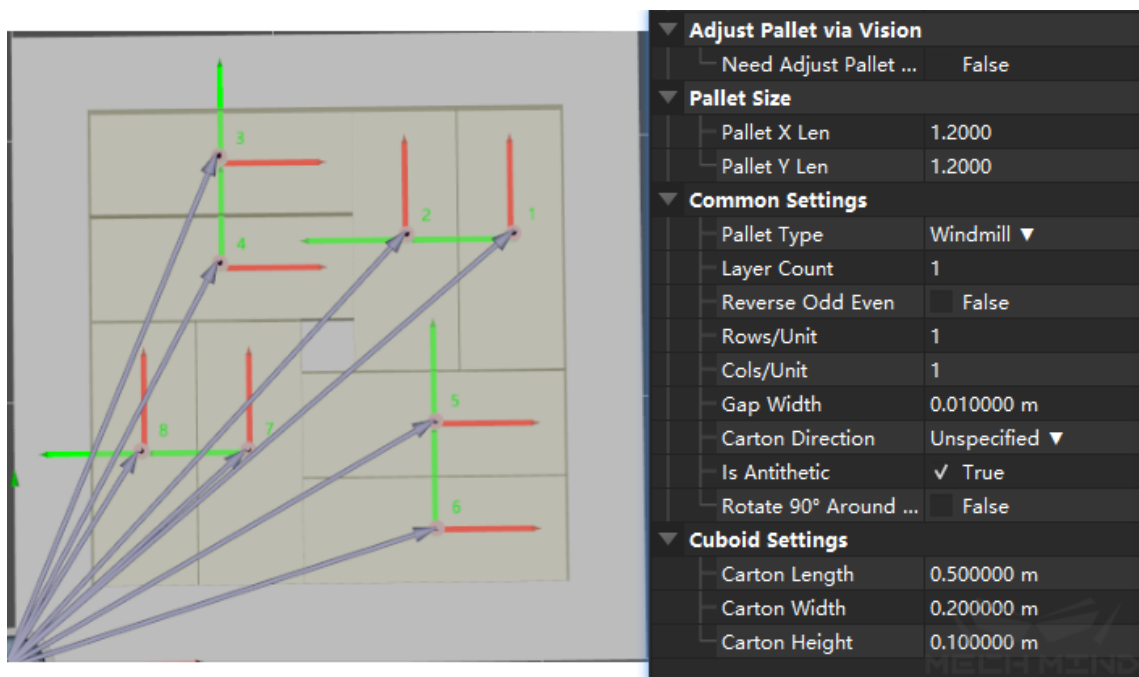 3
4
2
1
5
6
7
8
Adjust Pallet via Vision
Need Adjust Pallet ... False
Pallet Size
Pallet X Len 1.2000
Pallet Y Len 1.2000
Common Settings
Pallet Type Windmill ▼
Layer Count 1
Reverse Odd Even False
Rows/Unit 1
Cols/Unit 1
Gap Width 0.010000 m
Carton Direction Unspecified ▼
Is Antithetic ✓ True
Rotate 90° Around ... False
Cuboid Settings
Carton Length 0.500000 m
Carton Width 0.200000 m
Carton Height 0.100000 m
MECH MIND